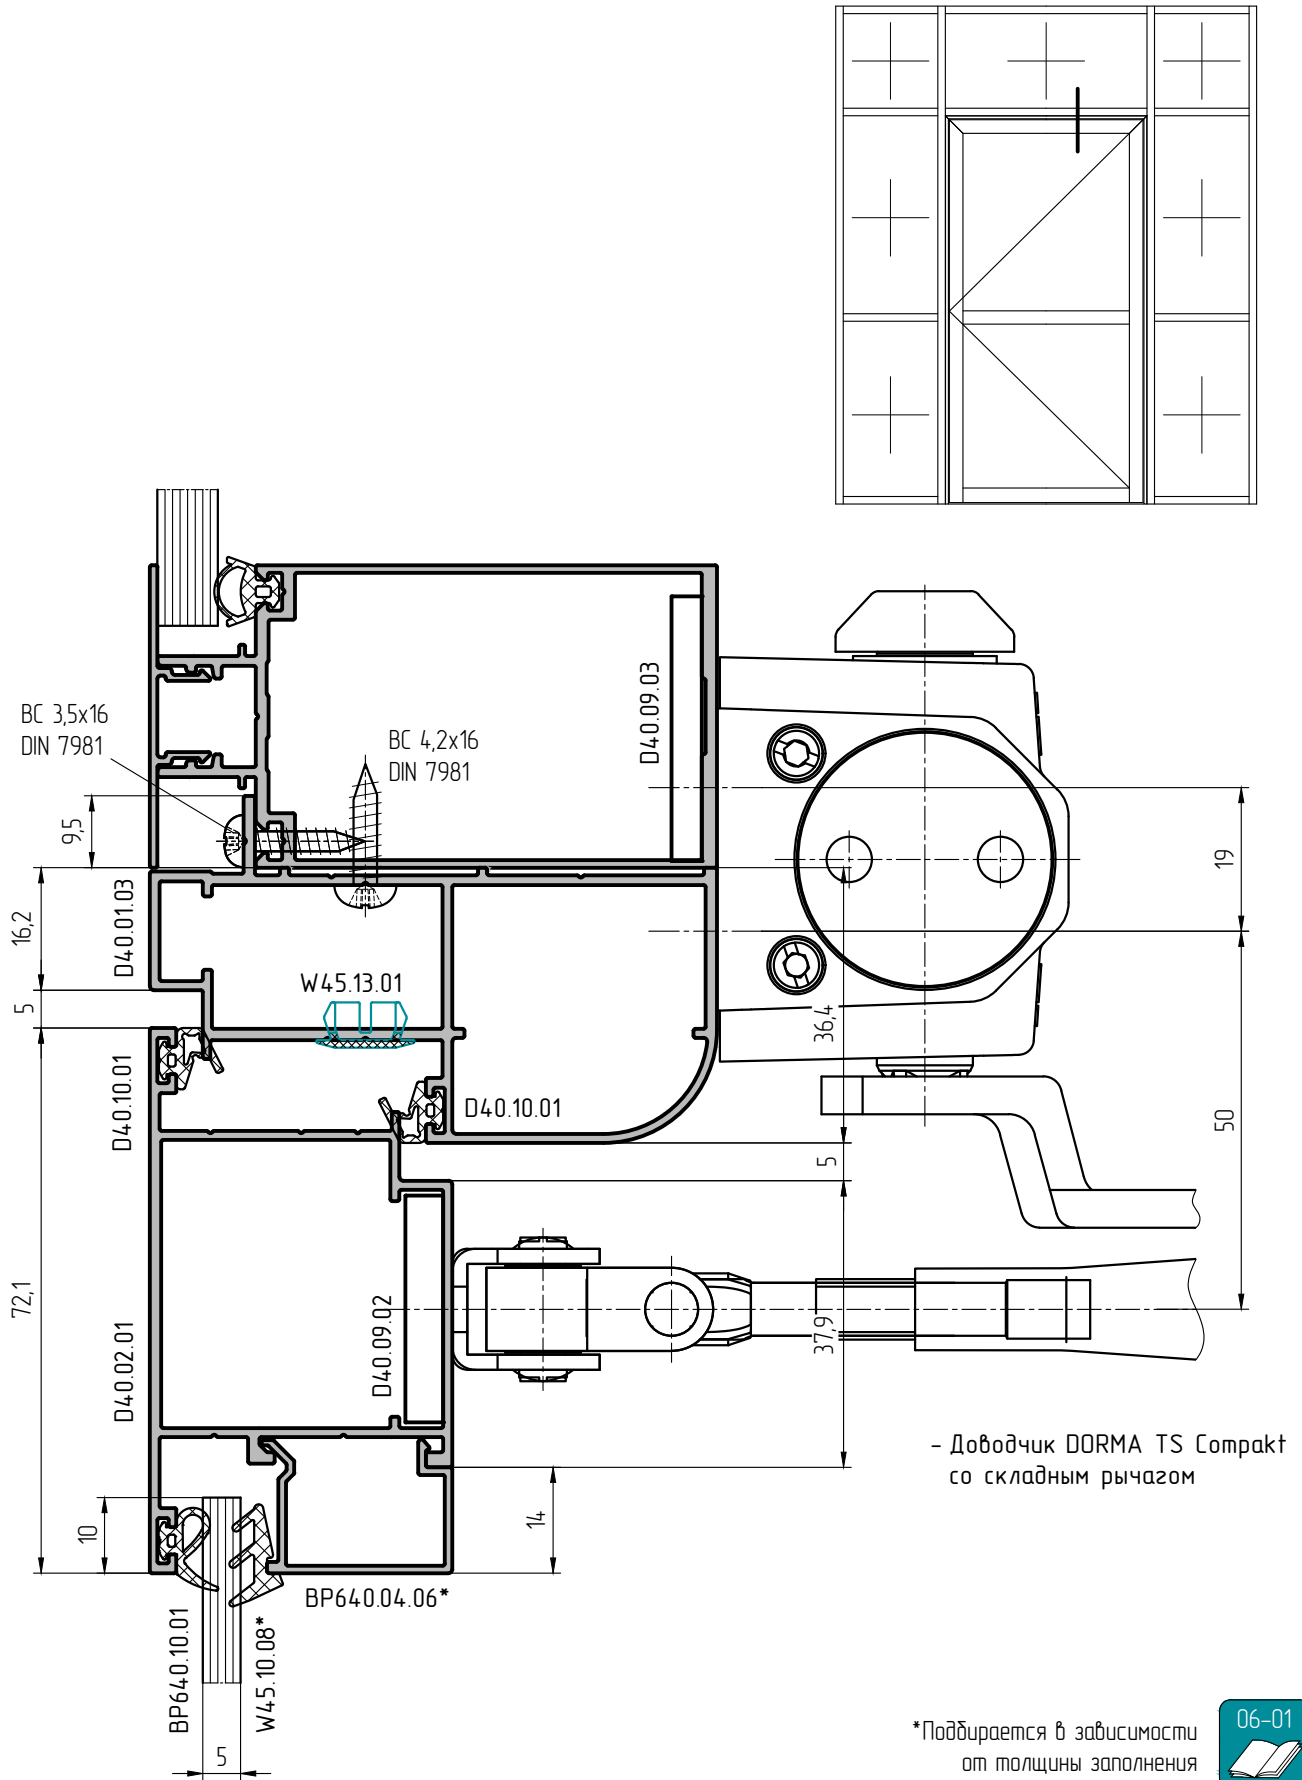 BC 3,5x16
DIN 7981
BC 4,2x16
DIN 7981
D40.09.03
9,5
16,2
D40.01.03
5
W45.13.01
19
36,4
D40.10.01
D40.10.01
50
5
72,1
D40.02.01
D40.09.02
37,9
- Доводчик DORMA TS Compakt
со складным рычагом
10
14
BP640.04.06*
BP640.10.01
W45.10.08*
5
*Подбирается в зависимости
от толщины заполнения
06-01